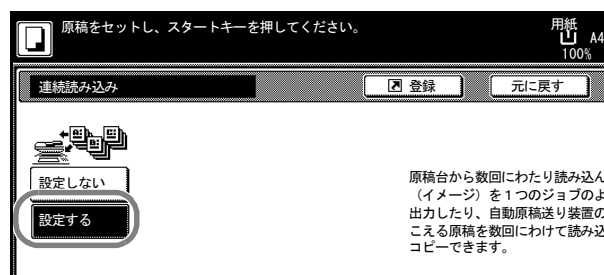 原稿をセットし、スタートキーを押してください。
用紙
A4
100%
連続読み込み
登録
元に戻す
設定しない
設定する
原稿台から数回にわたり読み込ん
（イメージ）を１つのジョブのよ
出力したり、自動原稿送り装置の
こえる原稿を数回にわけて読み込
コピーできます。